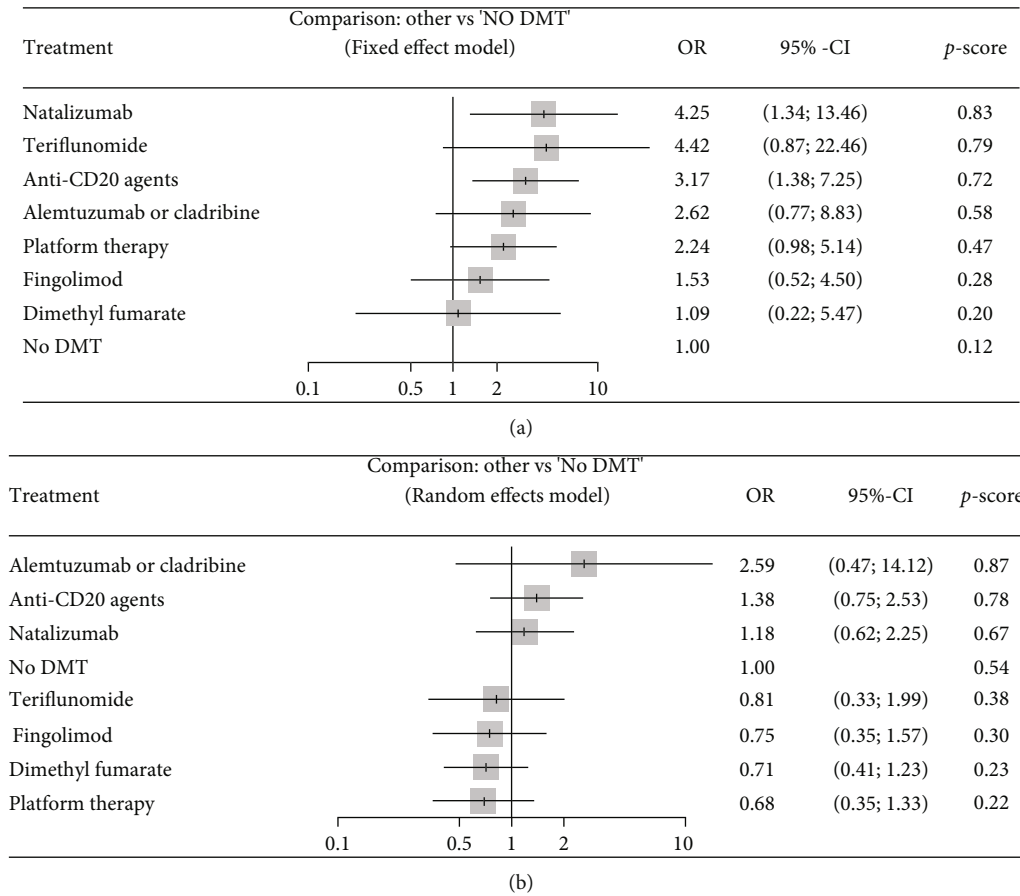 Comparison: other vs 'NO DMT'
Treatment (Fixed effect model) OR 95% -CI p-score
Natalizumab 4.25 (1.34; 13.46) 0.83
Teriflunomide 4.42 (0.87; 22.46) 0.79
Anti-CD20 agents 3.17 (1.38; 7.25) 0.72
Alemtuzumab or cladribine 2.62 (0.77; 8.83) 0.58
Platform therapy 2.24 (0.98; 5.14) 0.47
Fingolimod 1.53 (0.52; 4.50) 0.28
Dimethyl fumarate 1.09 (0.22; 5.47) 0.20
No DMT 1.00 0.12
0.1 0.5 1 2 10
(a)
Comparison: other vs 'No DMT'
Treatment (Random effects model) OR 95%-CI p-score
Alemtuzumab or cladribine 2.59 (0.47; 14.12) 0.87
Anti-CD20 agents 1.38 (0.75; 2.53) 0.78
Natalizumab 1.18 (0.62; 2.25) 0.67
No DMT 1.00 0.54
Teriflunomide 0.81 (0.33; 1.99) 0.38
Fingolimod 0.75 (0.35; 1.57) 0.30
Dimethyl fumarate 0.71 (0.41; 1.23) 0.23
Platform therapy 0.68 (0.35; 1.33) 0.22
0.1 0.5 1 2 10
(b)